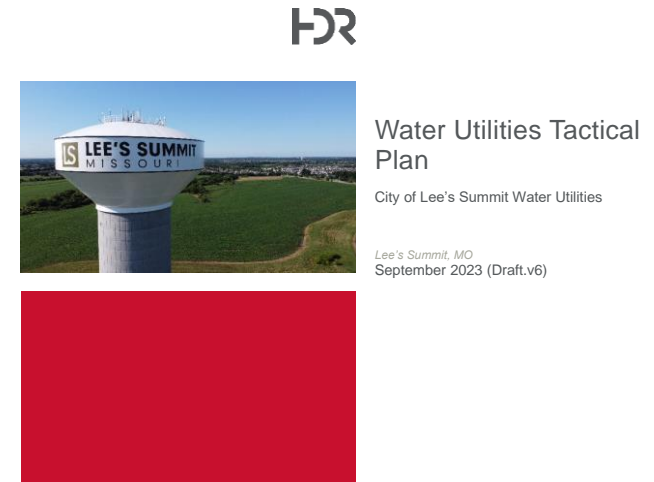 HDR
LS LEE'S SUMMIT
MISSOURI
Water Utilities Tactical
Plan
City of Lee's Summit Water Utilities
Lee's Summit, MO
September 2023 (Draft.v6)